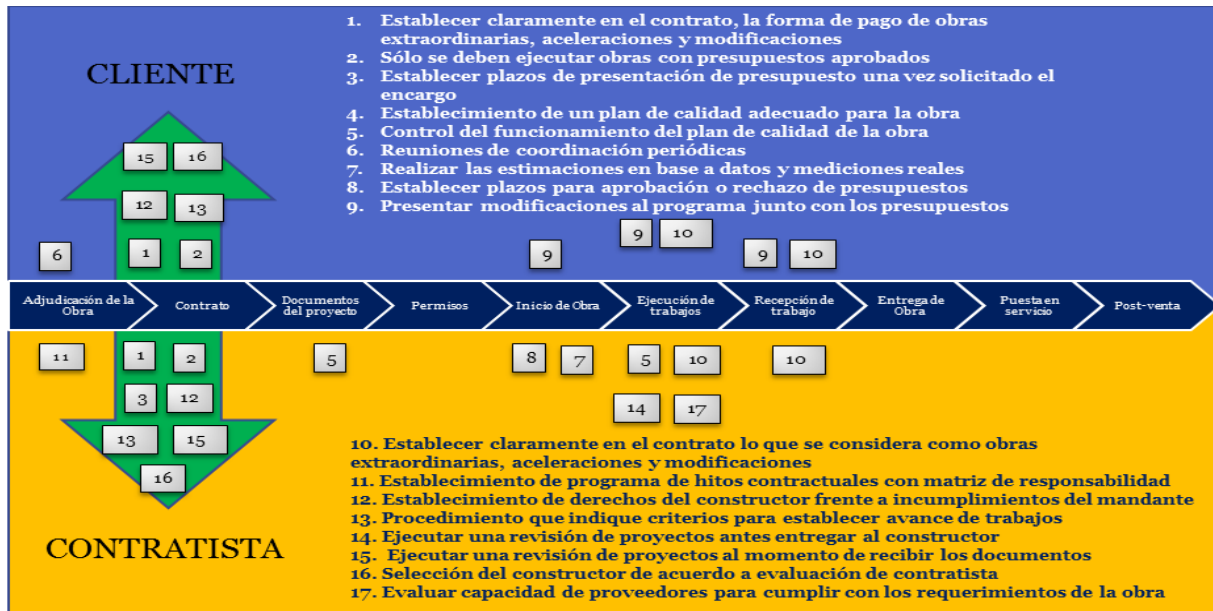 1. Establecer claramente en el contrato, la forma de pago de obras
extraordinarias, aceleraciones y modificaciones
2. Sólo se deben ejecutar obras con presupuestos aprobados
3. Establecer plazos de presentación de presupuesto una vez solicitado el
encargo
4. Establecimiento de un plan de calidad adecuado para la obra
5. Control del funcionamiento del plan de calidad de la obra
6. Reuniones de coordinación periódicas
7. Realizar las estimaciones en base a datos y mediciones reales
8. Establecer plazos para aprobación o rechazo de presupuestos
9. Presentar modificaciones al programa junto con los presupuestos
CLIENTE
15 16
12 13
9 10
6 1 2 9 9 10
Adjudicación de la
Obra
Contrato
Documentos
del proyecto
Permisos
Inicio de Obra
Ejecución de
trabajos
Recepción de
trabajo
Entrega de
Obra
Puesta en
servicio
Post-venta
11 1 2 5 8 7 5 10 10
3 12 14 17
13 15
16
CONTRATISTA
10. Establecer claramente en el contrato lo que se considera como obras
extraordinarias, aceleraciones y modificaciones
11. Establecimiento de programa de hitos contractuales con matriz de responsabilidad
12. Establecimiento de derechos del constructor frente a incumplimientos del mandante
13. Procedimiento que indique criterios para establecer avance de trabajos
14. Ejecutar una revisión de proyectos antes entregar al constructor
15. Ejecutar una revisión de proyectos al momento de recibir los documentos
16. Selección del constructor de acuerdo a evaluación de contratista
17. Evaluar capacidad de proveedores para cumplir con los requerimientos de la obra